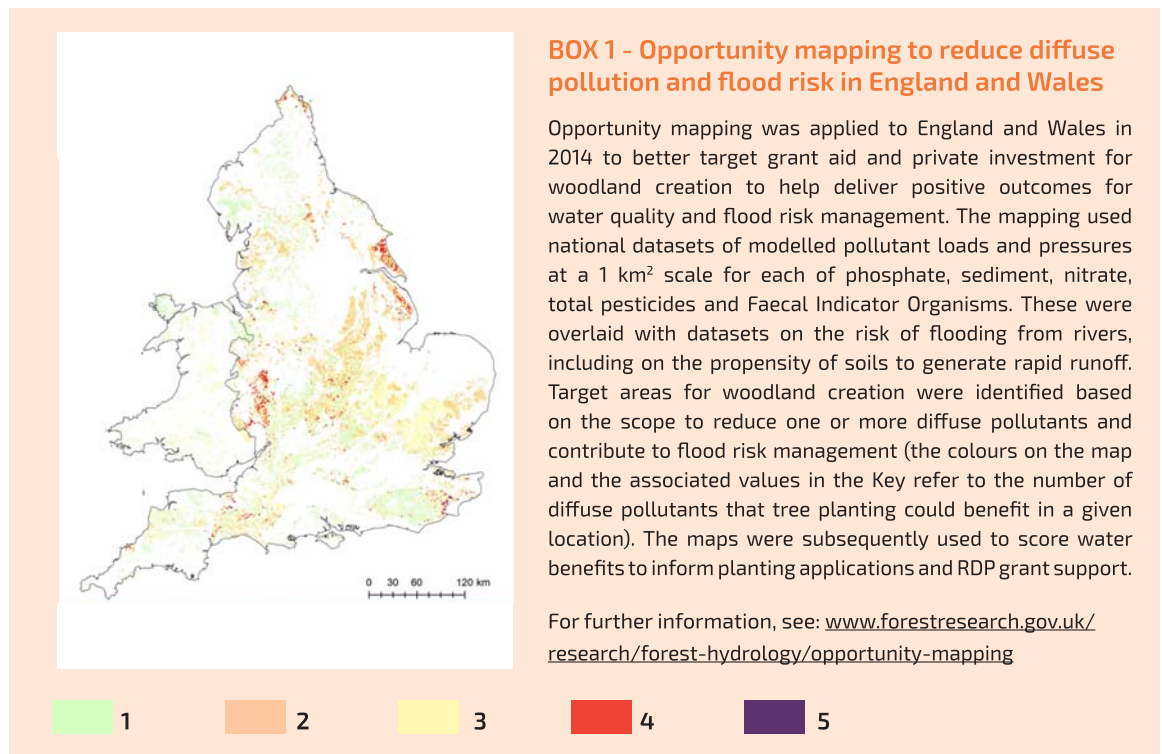 BOX 1 - Opportunity mapping to reduce diffuse
pollution and flood risk in England and Wales
Opportunity mapping was applied to England and Wales in
2014 to better target grant aid and private investment for
woodland creation to help deliver positive outcomes for
water quality and flood risk management. The mapping used
national datasets of modelled pollutant loads and pressures
at a 1 km² scale for each of phosphate, sediment, nitrate,
total pesticides and Faecal Indicator Organisms. These were
overlaid with datasets on the risk of flooding from rivers,
including on the propensity of soils to generate rapid runoff.
Target areas for woodland creation were identified based
on the scope to reduce one or more diffuse pollutants and
contribute to flood risk management (the colours on the map
and the associated values in the Key refer to the number of
diffuse pollutants that tree planting could benefit in a given
location). The maps were subsequently used to score water
benefits to inform planting applications and RDP grant support.
For further information, see: www.forestresearch.gov.uk/
research/forest-hydrology/opportunity-mapping
0 30 60 120 km
1 2 3 4 5